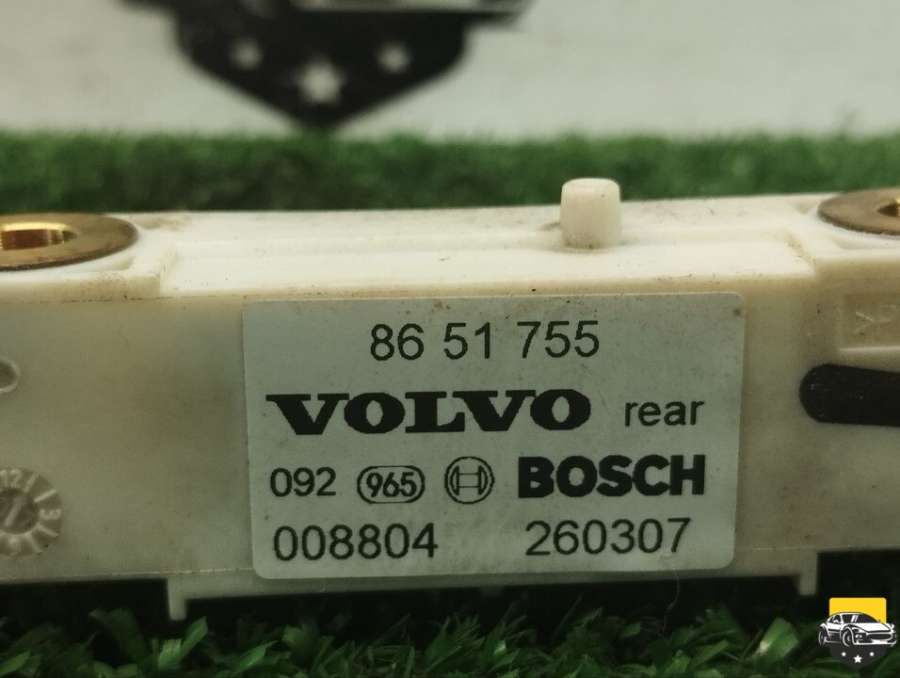 86 51 755
VOLVO rear
092 965 BOSCH
008804 260307